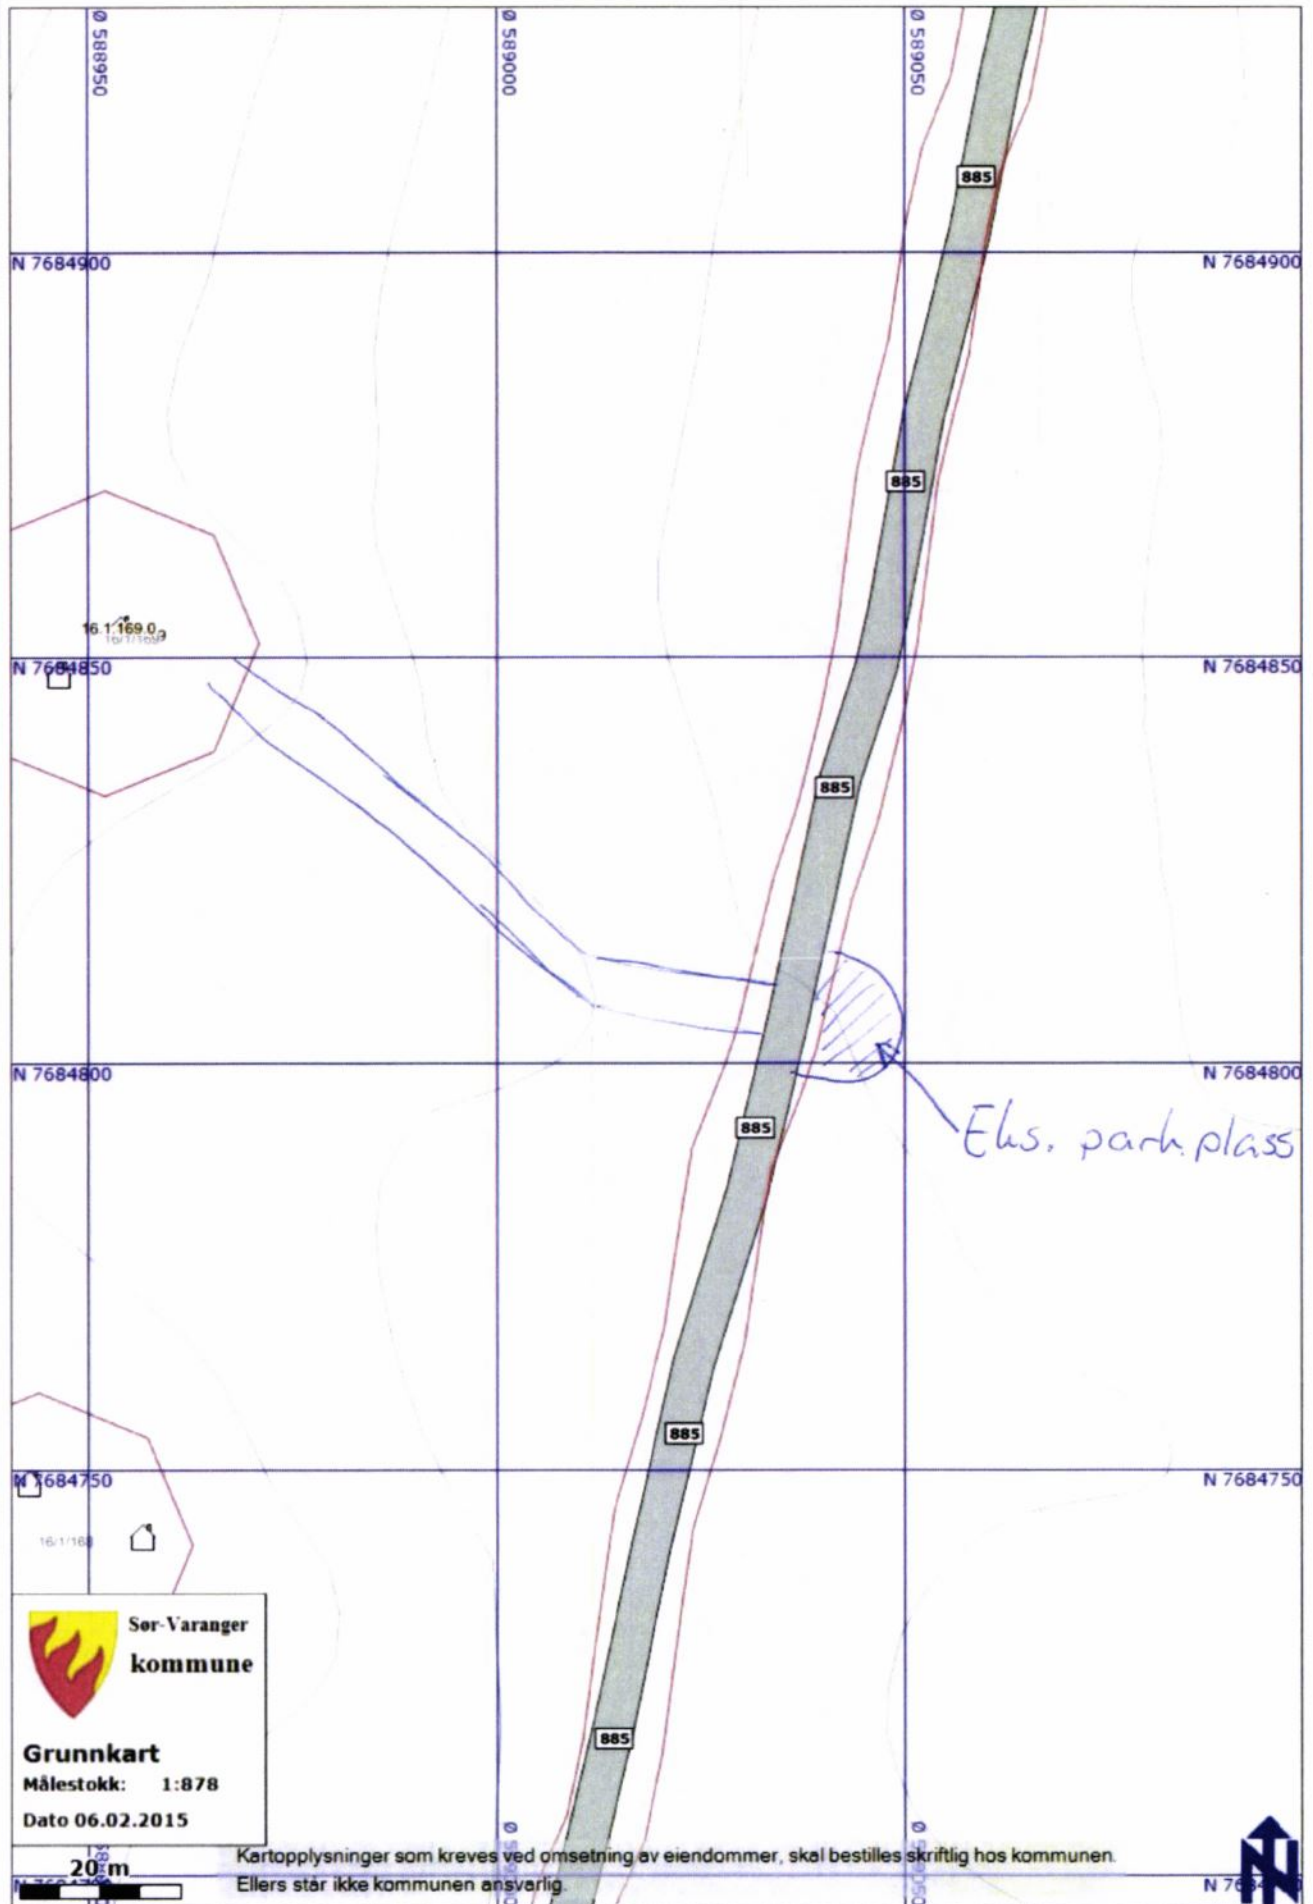 Ø 588950
Ø 589000
Ø 589050
885
N 7684900
N 7684900
885
16.1.169.0
N 7684850
N 7684850
885
N 7684800
N 7684800
885
Eks. park.plass
885
N 7684750
N 7684750
16/1/168
Sør-Varanger
kommune
885
Grunnkart
Målestokk: 1:878
Dato 06.02.2015
Kartopplysninger som kreves ved omsetning av eiendommer, skal bestilles skriftlig hos kommunen.
20 m
Ellers står ikke kommunen ansvarlig.
N